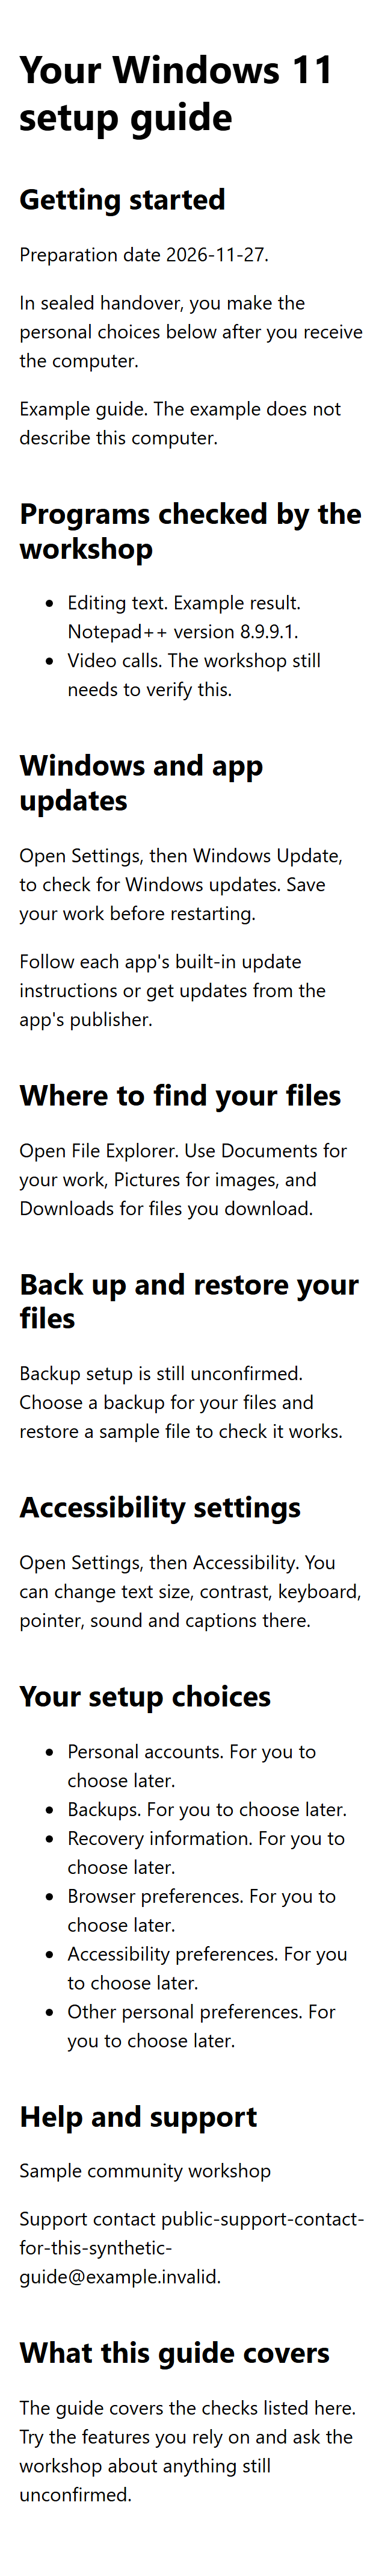 Your Windows 11
setup guide
Getting started
Preparation date 2026-11-27.
In sealed handover, you make the
personal choices below after you receive
the computer.
Example guide. The example does not
describe this computer.
Programs checked by the
workshop
• Editing text. Example result.
Notepad++ version 8.9.9.1.
• Video calls. The workshop still
needs to verify this.
Windows and app
updates
Open Settings, then Windows Update,
to check for Windows updates. Save
your work before restarting.
Follow each app's built-in update
instructions or get updates from the
app's publisher.
Where to find your files
Open File Explorer. Use Documents for
your work, Pictures for images, and
Downloads for files you download.
Back up and restore your
files
Backup setup is still unconfirmed.
Choose a backup for your files and
restore a sample file to check it works.
Accessibility settings
Open Settings, then Accessibility. You
can change text size, contrast, keyboard,
pointer, sound and captions there.
Your setup choices
• Personal accounts. For you to
choose later.
• Backups. For you to choose later.
• Recovery information. For you to
choose later.
• Browser preferences. For you to
choose later.
• Accessibility preferences. For you
to choose later.
• Other personal preferences. For
you to choose later.
Help and support
Sample community workshop
Support contact public-support-contact-
for-this-synthetic-
guide@example.invalid.
What this guide covers
The guide covers the checks listed here.
Try the features you rely on and ask the
workshop about anything still
unconfirmed.